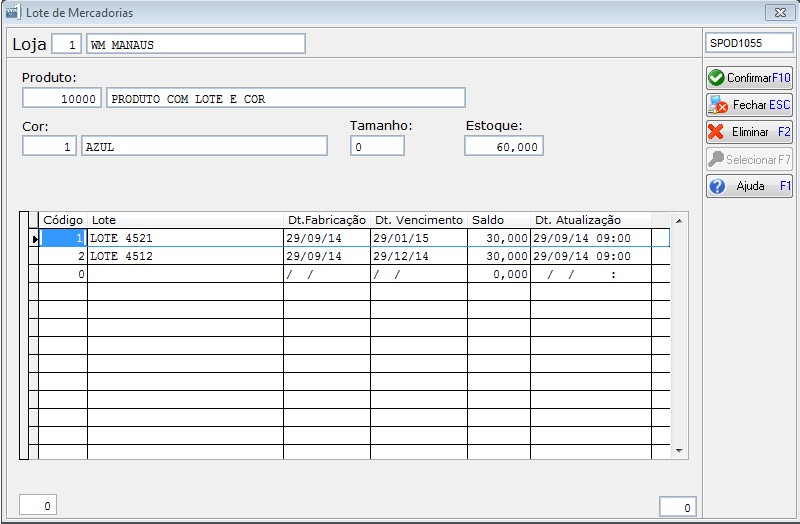 Lote de Mercadorias
Loja 1 WM MANAUS
SPOD1055
Produto:
10000 PRODUTO COM LOTE E COR
Cor: Tamanho: Estoque:
1 AZUL 0 60,000
Confirmar F10
Fechar ESC
Eliminar F2
Selecionar F7
Ajuda F1
Código Lote Dt.Fabricação Dt. Vencimento Saldo Dt. Atualização
1 LOTE 4521 29/09/14 29/01/15 30,000 29/09/14 09:00
2 LOTE 4512 29/09/14 29/12/14 30,000 29/09/14 09:00
0 / / / / 0,000 / / :
0 0